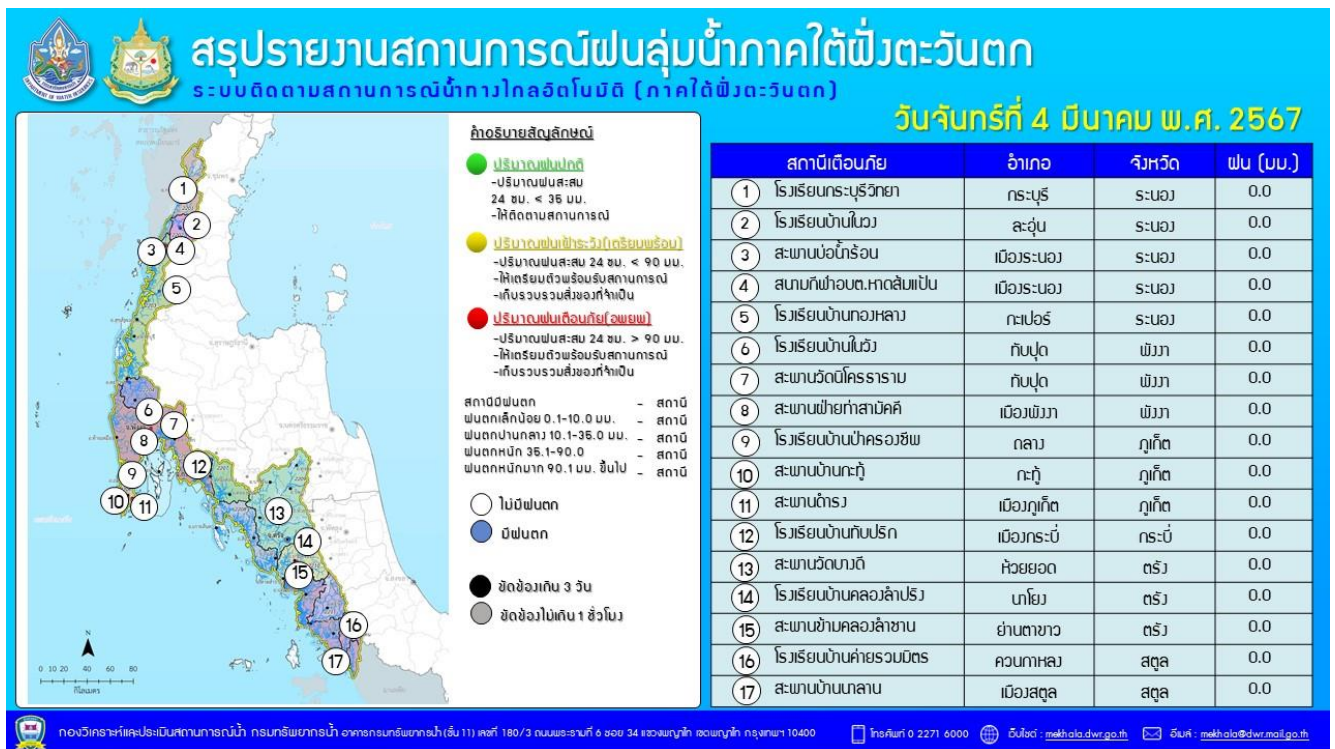 สรุปรายงานสถานการณ์ฝนลุ่มน้ำภาคใต้ฝั่งตะวันตก
ระบบติดตามสถานการณ์น้ำทางไกลอัตโนมัติ (ภาคใต้ฝั่งตะวันตก)
วันจันทร์ที่ 4 มีนาคม พ.ศ. 2567
คำอธิบายสัญลักษณ์
ปริมาณฝนปกติ
-ปริมาณฝนสะสม
24 ชม. < 35 มม.
-ให้ติดตามสถานการณ์
ปริมาณฝนเฝ้าระวัง(เตรียมพร้อม)
-ปริมาณฝนสะสม 24 ชม. < 90 มม.
-ให้เตรียมตัวพร้อมรับสถานการณ์
-เก็บรวบรวมสิ่งของที่จำเป็น
ปริมาณฝนเตือนภัย(อพยพ)
-ปริมาณฝนสะสม 24 ชม. > 90 มม.
-ให้เตรียมตัวพร้อมรับสถานการณ์
-เก็บรวบรวมสิ่งของที่จำเป็น
สถานีมีฝนตก - สถานี
ฝนตกเล็กน้อย 0.1-10.0 มม. - สถานี
ฝนตกปานกลาง 10.1-35.0 มม. - สถานี
ฝนตกหนัก 35.1-90.0 - สถานี
ฝนตกหนักมาก 90.1 มม. ขึ้นไป - สถานี
ไม่มีฝนตก
มีฝนตก
ขัดข้องเกิน 3 วัน
ขัดข้องไม่เกิน 1 ชั่วโมง
1
2
3 4
5
6
7
8
9
10 11
12
13
14
15
16
17
N
0 10 20 40 60 80
กิโลเมตร
สถานีเตือนภัย อำเภอ จังหวัด ฝน (มม.)
1 โรงเรียนกระบุรีวิทยา กระบุรี ระนอง 0.0
2 โรงเรียนบ้านในวง ละอุ่น ระนอง 0.0
3 สะพานบ่อน้ำร้อน เมืองระนอง ระนอง 0.0
4 สนามกีฬาอบต.หาดส้มแป้น เมืองระนอง ระนอง 0.0
5 โรงเรียนบ้านทองหลาง กะเปอร์ ระนอง 0.0
6 โรงเรียนบ้านในวัง ทับปุด พังงา 0.0
7 สะพานวัดนิโครธาราม ทับปุด พังงา 0.0
8 สะพานฝ่ายท่าสามัคคี เมืองพังงา พังงา 0.0
9 โรงเรียนบ้านป่าครองชีพ ถลาง ภูเก็ต 0.0
10 สะพานบ้านกะทู้ กะทู้ ภูเก็ต 0.0
11 สะพานดำรง เมืองภูเก็ต ภูเก็ต 0.0
12 โรงเรียนบ้านทับปริก เมืองกระบี่ กระบี่ 0.0
13 สะพานวัดบางดี ห้วยยอด ตรัง 0.0
14 โรงเรียนบ้านคลองลำปริง นาโยง ตรัง 0.0
15 สะพานข้ามคลองลำชาน ย่านตาขาว ตรัง 0.0
16 โรงเรียนบ้านค่ายรวมมิตร ควนกาหลง สตูล 0.0
17 สะพานบ้านนาลาน เมืองสตูล สตูล 0.0
กองวิเคราะห์และประเมินสถานการณ์น้ำ กรมทรัพยากรน้ำ อาคารกรมทรัพยากรน้ำ (ชั้น 11) เลขที่ 180/3 ถนนพระรามที่ 6 ซอย 34 แขวงพญาไท เขตพญาไท กรุงเทพฯ 10400 โทรศัพท์ 0 2271 6000 เว็บไซต์ : mekhala.dwr.go.th อีเมล์ : mekhala@dwr.mail.go.th